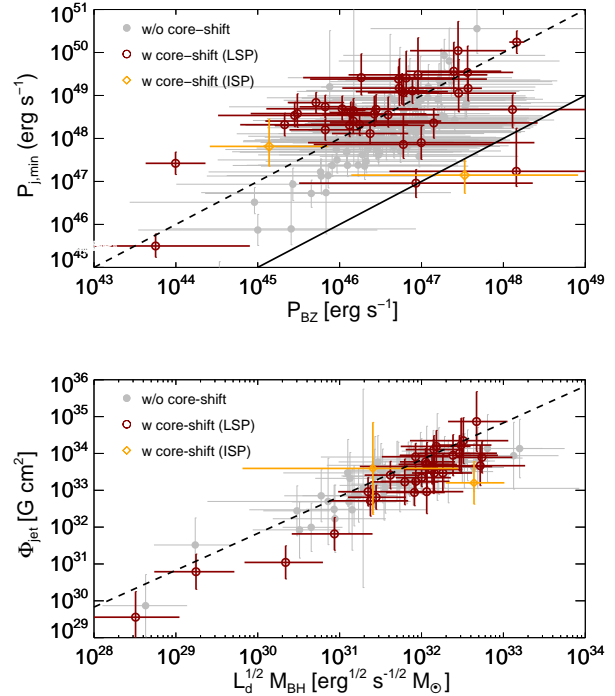 10^51
10^50
10^49
10^48
10^47
10^46
10^45
P_j,min (erg s^-1)
w/o core-shift
w core-shift (LSP)
w core-shift (ISP)
10^43 10^44 10^45 10^46 10^47 10^48 10^49
P_BZ [erg s^-1]
10^36
10^35
10^34
10^33
10^32
10^31
10^30
10^29
Φ_jet [G cm^2]
w/o core-shift
w core-shift (LSP)
w core-shift (ISP)
10^28 10^29 10^30 10^31 10^32 10^33 10^34
L_d^1/2 M_BH [erg^1/2 s^-1/2 M_⊙]